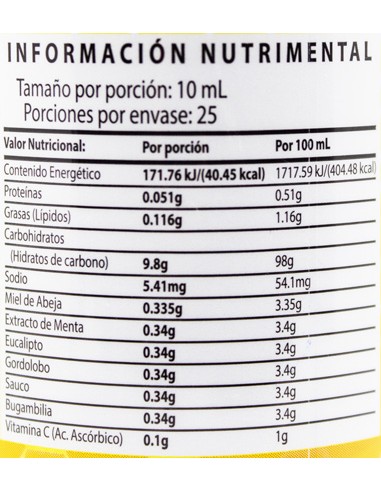 INFORMACIÓN NUTRIMENTAL
Tamaño por porción: 10 mL
Porciones por envase: 25
Valor Nutricional: Por porción Por 100 mL
Contenido Energético 171.76 kJ/(40.45 kcal) 1717.59 kJ/(404.48 kcal)
Proteínas 0.051g 0.51g
Grasas (Lípidos) 0.116g 1.16g
Carbohidratos
(Hidratos de carbono) 9.8g 98g
Sodio 5.41mg 54.1mg
Miel de Abeja 0.335g 3.35g
Extracto de Menta 0.34g 3.4g
Eucalipto 0.34g 3.4g
Gordolobo 0.34g 3.4g
Sauco 0.34g 3.4g
Bugambilia 0.34g 3.4g
Vitamina C (Ac. Ascórbico) 0.1g 1g